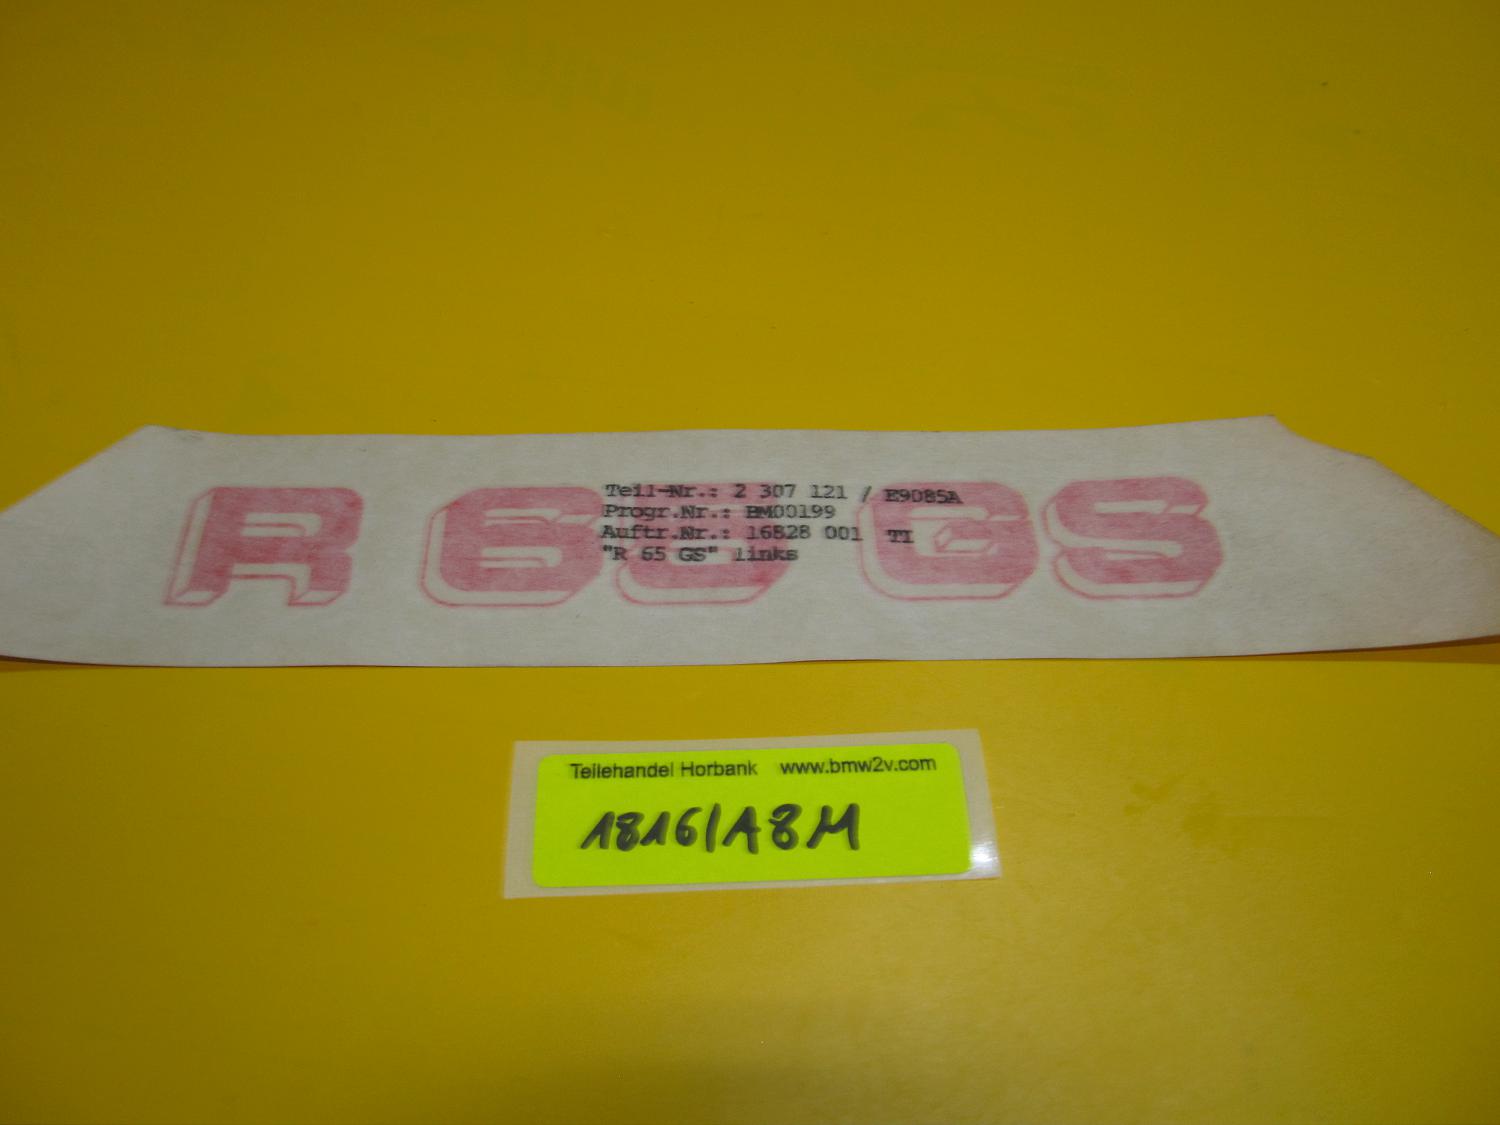 R 65 GS
Teil-Nr.: 2 307 121 / E9085A
Progr.Nr.: BM00199
Auftr.Nr.: 16828 001 TI
"R 65 GS" links
Teilehandel Horbank www.bmw2v.com
1816/A8M